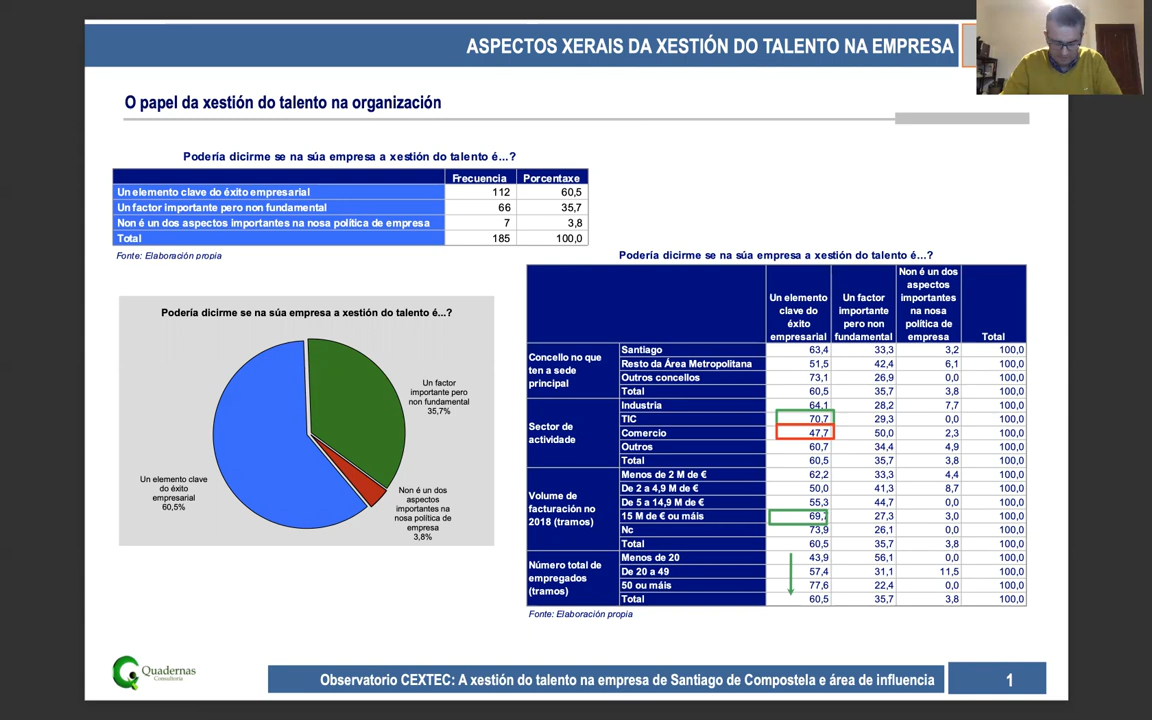 ASPECTOS XERAIS DA XESTIÓN DO TALENTO NA EMPRESA
O papel da xestión do talento na organización
Podería dicirme se na súa empresa a xestión do talento é...?
Frecuencia Porcentaxe
Un elemento clave do éxito empresarial 112 60,5
Un factor importante pero non fundamental 66 35,7
Non é un dos aspectos importantes na nosa política de empresa 7 3,8
Total 185 100,0
Fonte: Elaboración propia
Podería dicirme se na súa empresa a xestión do talento é...?
Un factor
importante pero
non fundamental
35,7%
Un elemento clave
do éxito
empresarial
60,5%
Non é un dos
aspectos
importantes na
nosa política de
empresa
3,8%
Podería dicirme se na súa empresa a xestión do talento é...?
Un elemento clave do éxito empresarial
Un factor importante pero non fundamental
Non é un dos aspectos importantes na nosa política de empresa
Total
Concello no que ten a sede principal
Santiago 63,4 33,3 3,2 100,0
Resto da Área Metropolitana 51,5 42,4 6,1 100,0
Outros concellos 73,1 26,9 0,0 100,0
Total 60,5 35,7 3,8 100,0
Sector de actividade
Industria 64,1 28,2 7,7 100,0
TIC 70,7 29,3 0,0 100,0
Comercio 47,7 50,0 2,3 100,0
Outros 60,7 34,4 4,9 100,0
Total 60,5 35,7 3,8 100,0
Volume de facturación no 2018 (tramos)
Menos de 2 M de € 62,2 33,3 4,4 100,0
De 2 a 4,9 M de € 50,0 41,3 8,7 100,0
De 5 a 14,9 M de € 55,3 44,7 0,0 100,0
15 M de € ou máis 69,7 27,3 3,0 100,0
Nc 73,9 26,1 0,0 100,0
Total 60,5 35,7 3,8 100,0
Número total de empregados (tramos)
Menos de 20 43,9 56,1 0,0 100,0
De 20 a 49 57,4 31,1 11,5 100,0
50 ou máis 77,6 22,4 0,0 100,0
Total 60,5 35,7 3,8 100,0
Fonte: Elaboración propia
Quadernas
Consultoría
Observatorio CEXTEC: A xestión do talento na empresa de Santiago de Compostela e área de influencia
1